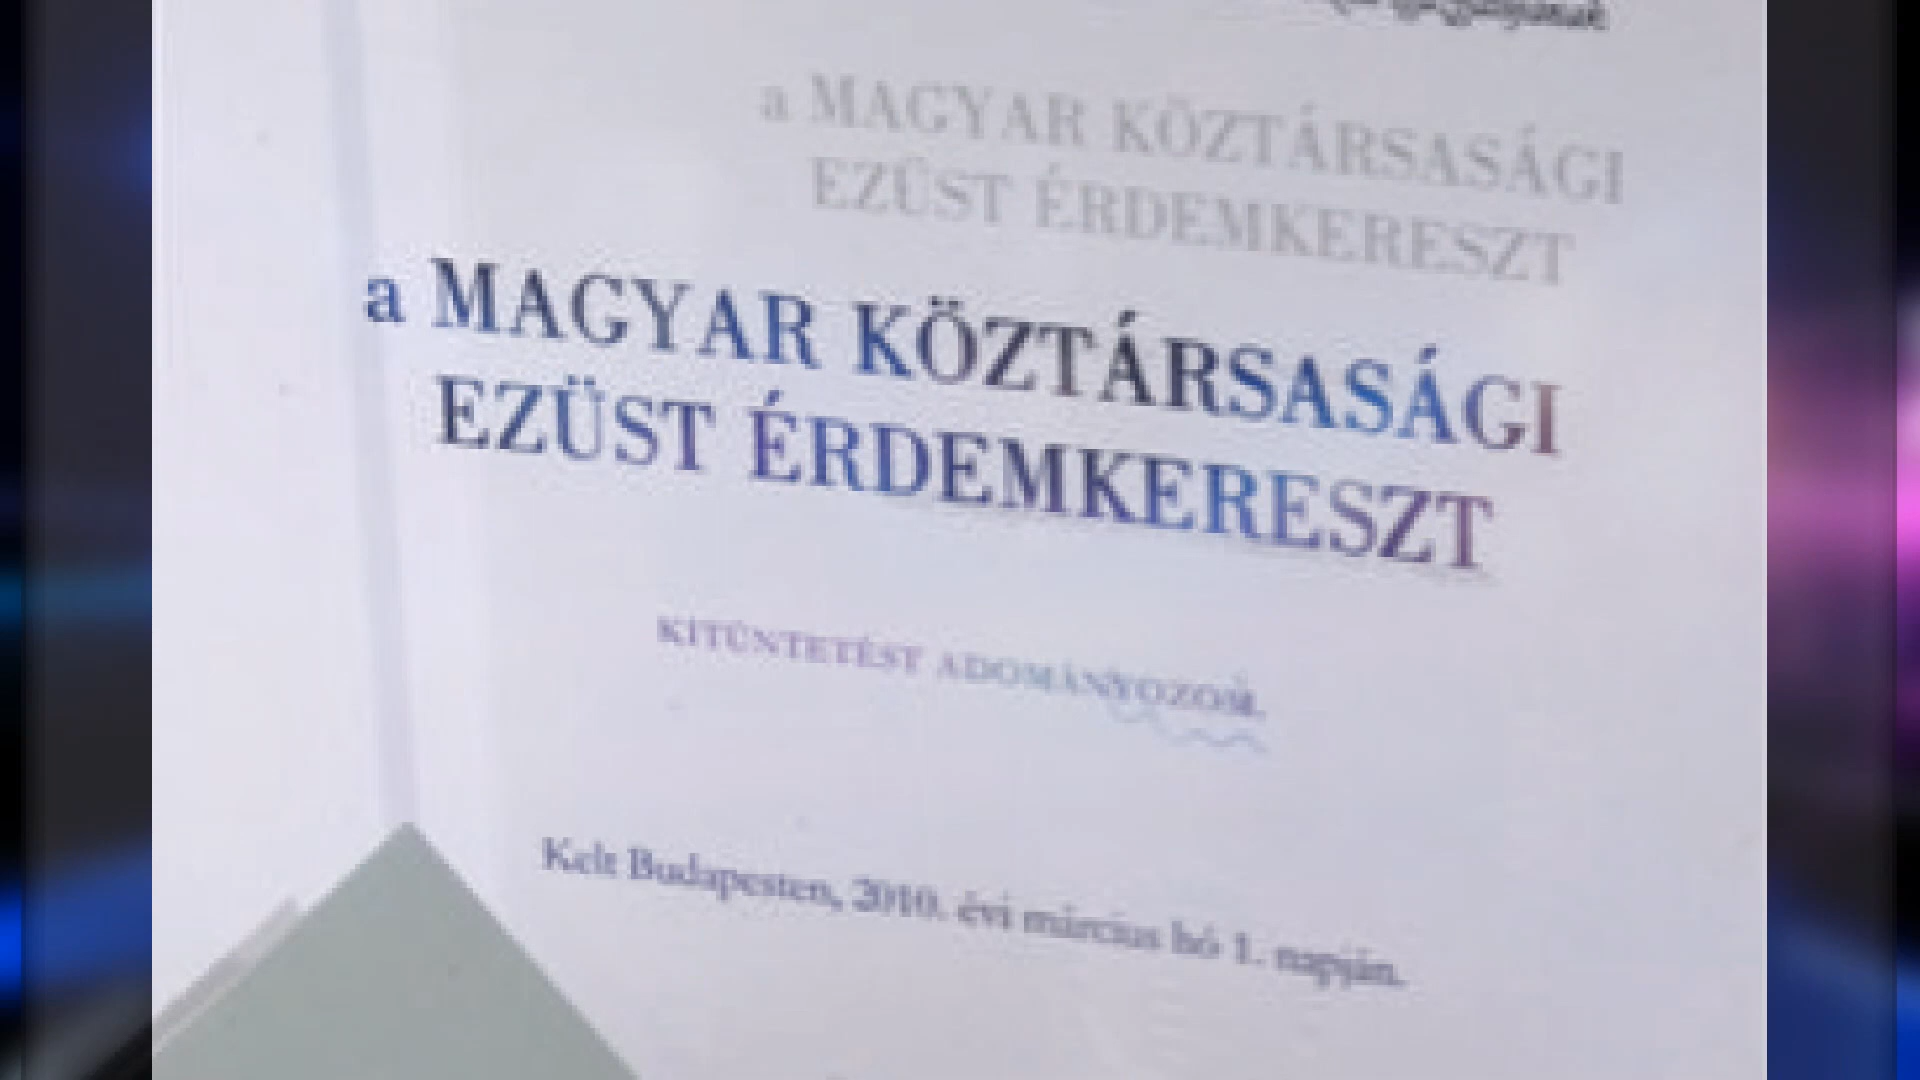 a MAGYAR KÖZTÁRSASÁGI
EZÜST ÉRDEMKERESZT
a MAGYAR KÖZTÁRSASÁGI
EZÜST ÉRDEMKERESZT
KITÜNTETÉST ADOMÁNYOZOM.
Kelt Budapesten, 2010. évi március hó 1. napján.